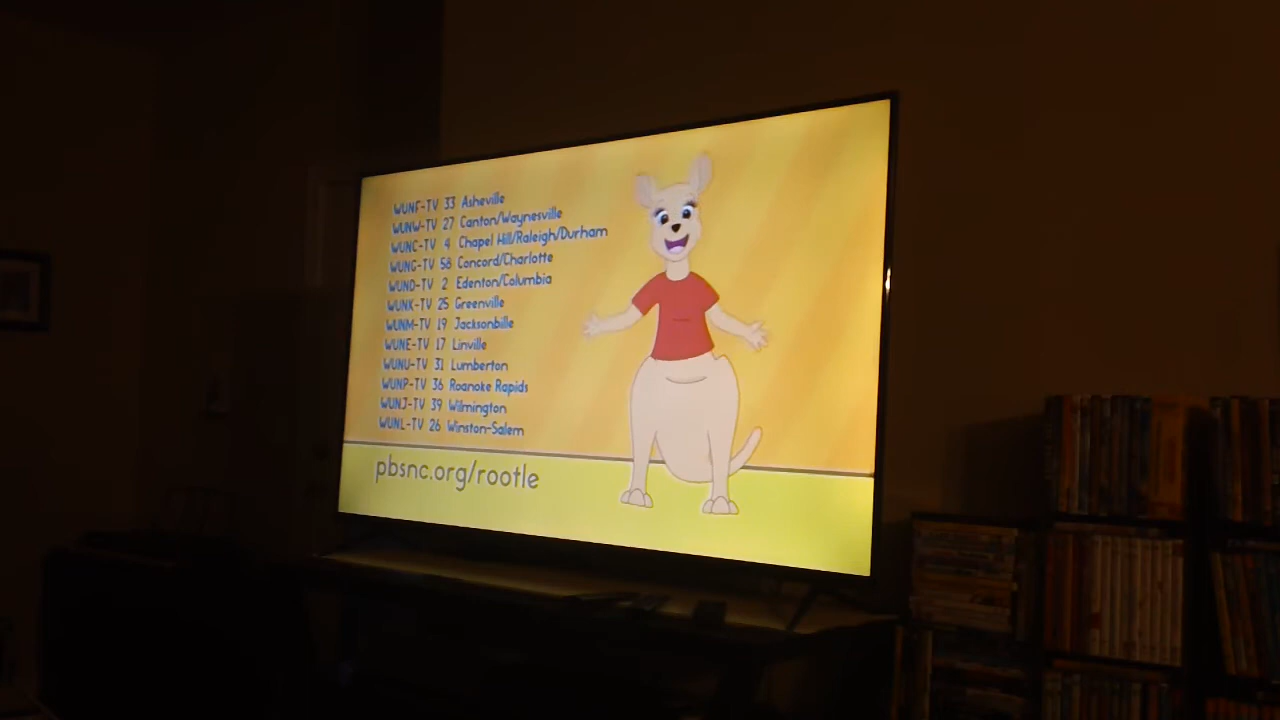 WUNF-TV 33 Asheville
WUNW-TV 27 Canton/Waynesville
WUNC-TV 4 Chapel Hill/Raleigh/Durham
WUNG-TV 58 Concord/Charlotte
WUND-TV 2 Edenton/Columbia
WUNK-TV 25 Greenville
WUNM-TV 19 Jacksonbille
WUNE-TV 17 Linville
WUNU-TV 31 Lumberton
WUNP-TV 36 Roanoke Rapids
WUNJ-TV 39 Wilmington
WUNL-TV 26 Winston-Salem
pbsnc.org/rootle